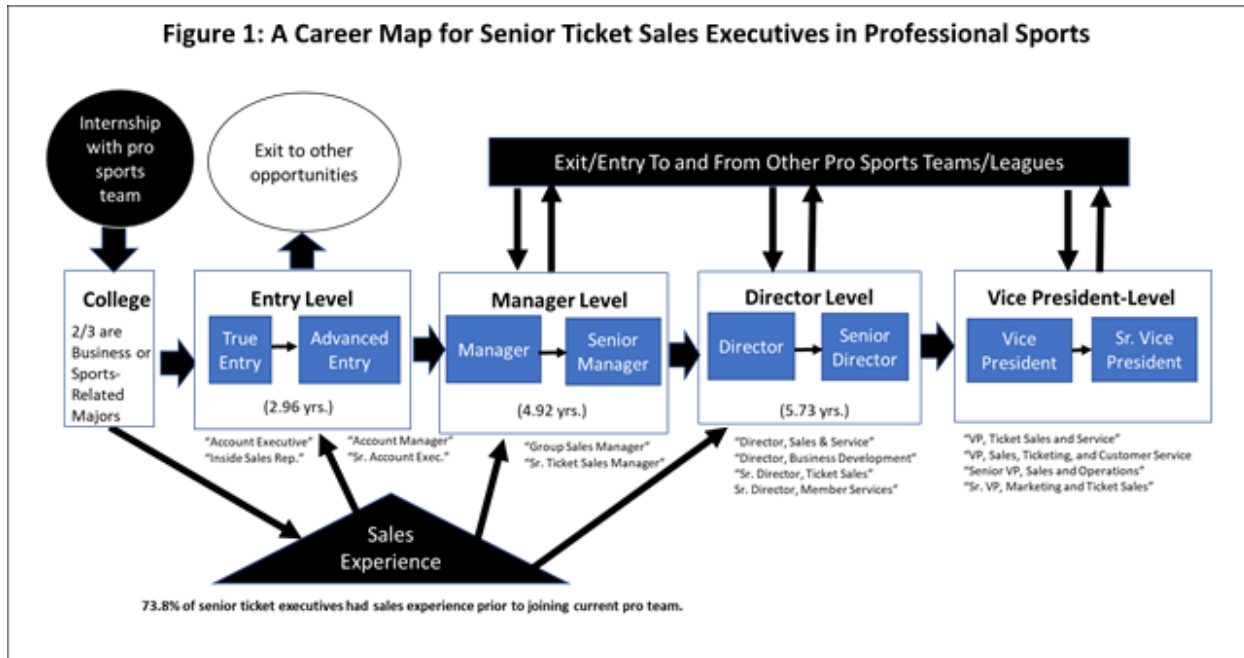 Figure 1: A Career Map for Senior Ticket Sales Executives in Professional Sports
Internship
with pro
sports
team
Exit to other
opportunities
Exit/Entry To and From Other Pro Sports Teams/Leagues
College
2/3 are
Business or
Sports-
Related
Majors
Entry Level
True
Entry
Advanced
Entry
(2.96 yrs.)
"Account Executive"
"Inside Sales Rep."
"Account Manager"
"Sr. Account Exec."
Manager Level
Manager
Senior
Manager
(4.92 yrs.)
"Group Sales Manager"
"Sr. Ticket Sales Manager"
Director Level
Director
Senior
Director
(5.73 yrs.)
"Director, Sales & Service"
"Director, Business Development"
"Sr. Director, Ticket Sales"
Sr. Director, Member Services"
Vice President-Level
Vice
President
Sr. Vice
President
"VP, Ticket Sales and Service"
"VP, Sales, Ticketing, and Customer Service
"Senior VP, Sales and Operations"
"Sr. VP, Marketing and Ticket Sales"
Sales
Experience
73.8% of senior ticket executives had sales experience prior to joining current pro team.